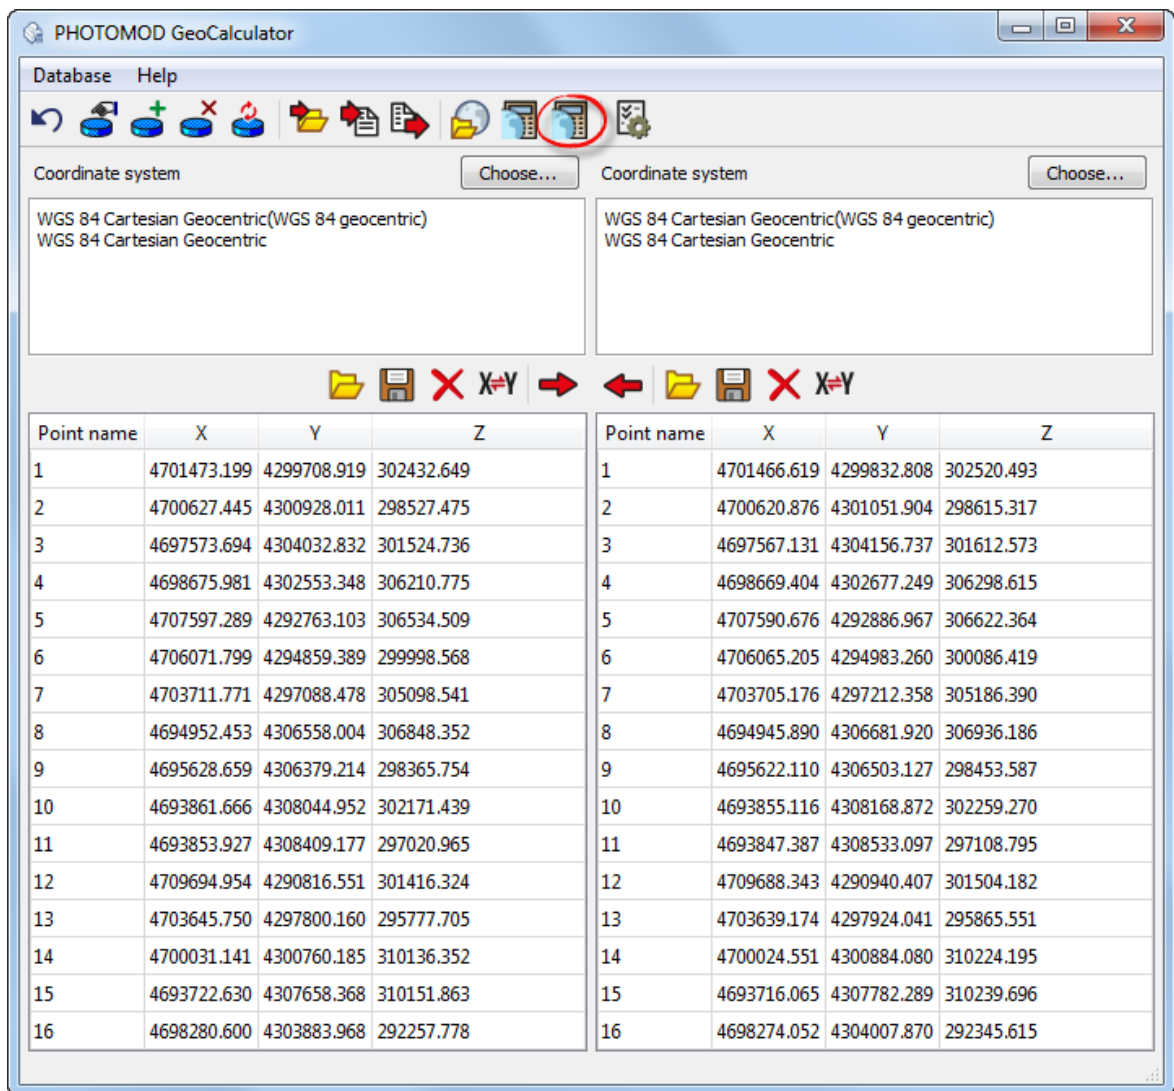 PHOTOMOD GeoCalculator
Database Help
Coordinate system Choose... Coordinate system Choose...
WGS 84 Cartesian Geocentric(WGS 84 geocentric)
WGS 84 Cartesian Geocentric
WGS 84 Cartesian Geocentric(WGS 84 geocentric)
WGS 84 Cartesian Geocentric
X⇌Y X⇌Y
Point name X Y Z
1 4701473.199 4299708.919 302432.649
2 4700627.445 4300928.011 298527.475
3 4697573.694 4304032.832 301524.736
4 4698675.981 4302553.348 306210.775
5 4707597.289 4292763.103 306534.509
6 4706071.799 4294859.389 299998.568
7 4703711.771 4297088.478 305098.541
8 4694952.453 4306558.004 306848.352
9 4695628.659 4306379.214 298365.754
10 4693861.666 4308044.952 302171.439
11 4693853.927 4308409.177 297020.965
12 4709694.954 4290816.551 301416.324
13 4703645.750 4297800.160 295777.705
14 4700031.141 4300760.185 310136.352
15 4693722.630 4307658.368 310151.863
16 4698280.600 4303883.968 292257.778
Point name X Y Z
1 4701466.619 4299832.808 302520.493
2 4700620.876 4301051.904 298615.317
3 4697567.131 4304156.737 301612.573
4 4698669.404 4302677.249 306298.615
5 4707590.676 4292886.967 306622.364
6 4706065.205 4294983.260 300086.419
7 4703705.176 4297212.358 305186.390
8 4694945.890 4306681.920 306936.186
9 4695622.110 4306503.127 298453.587
10 4693855.116 4308168.872 302259.270
11 4693847.387 4308533.097 297108.795
12 4709688.343 4290940.407 301504.182
13 4703639.174 4297924.041 295865.551
14 4700024.551 4300884.080 310224.195
15 4693716.065 4307782.289 310239.696
16 4698274.052 4304007.870 292345.615